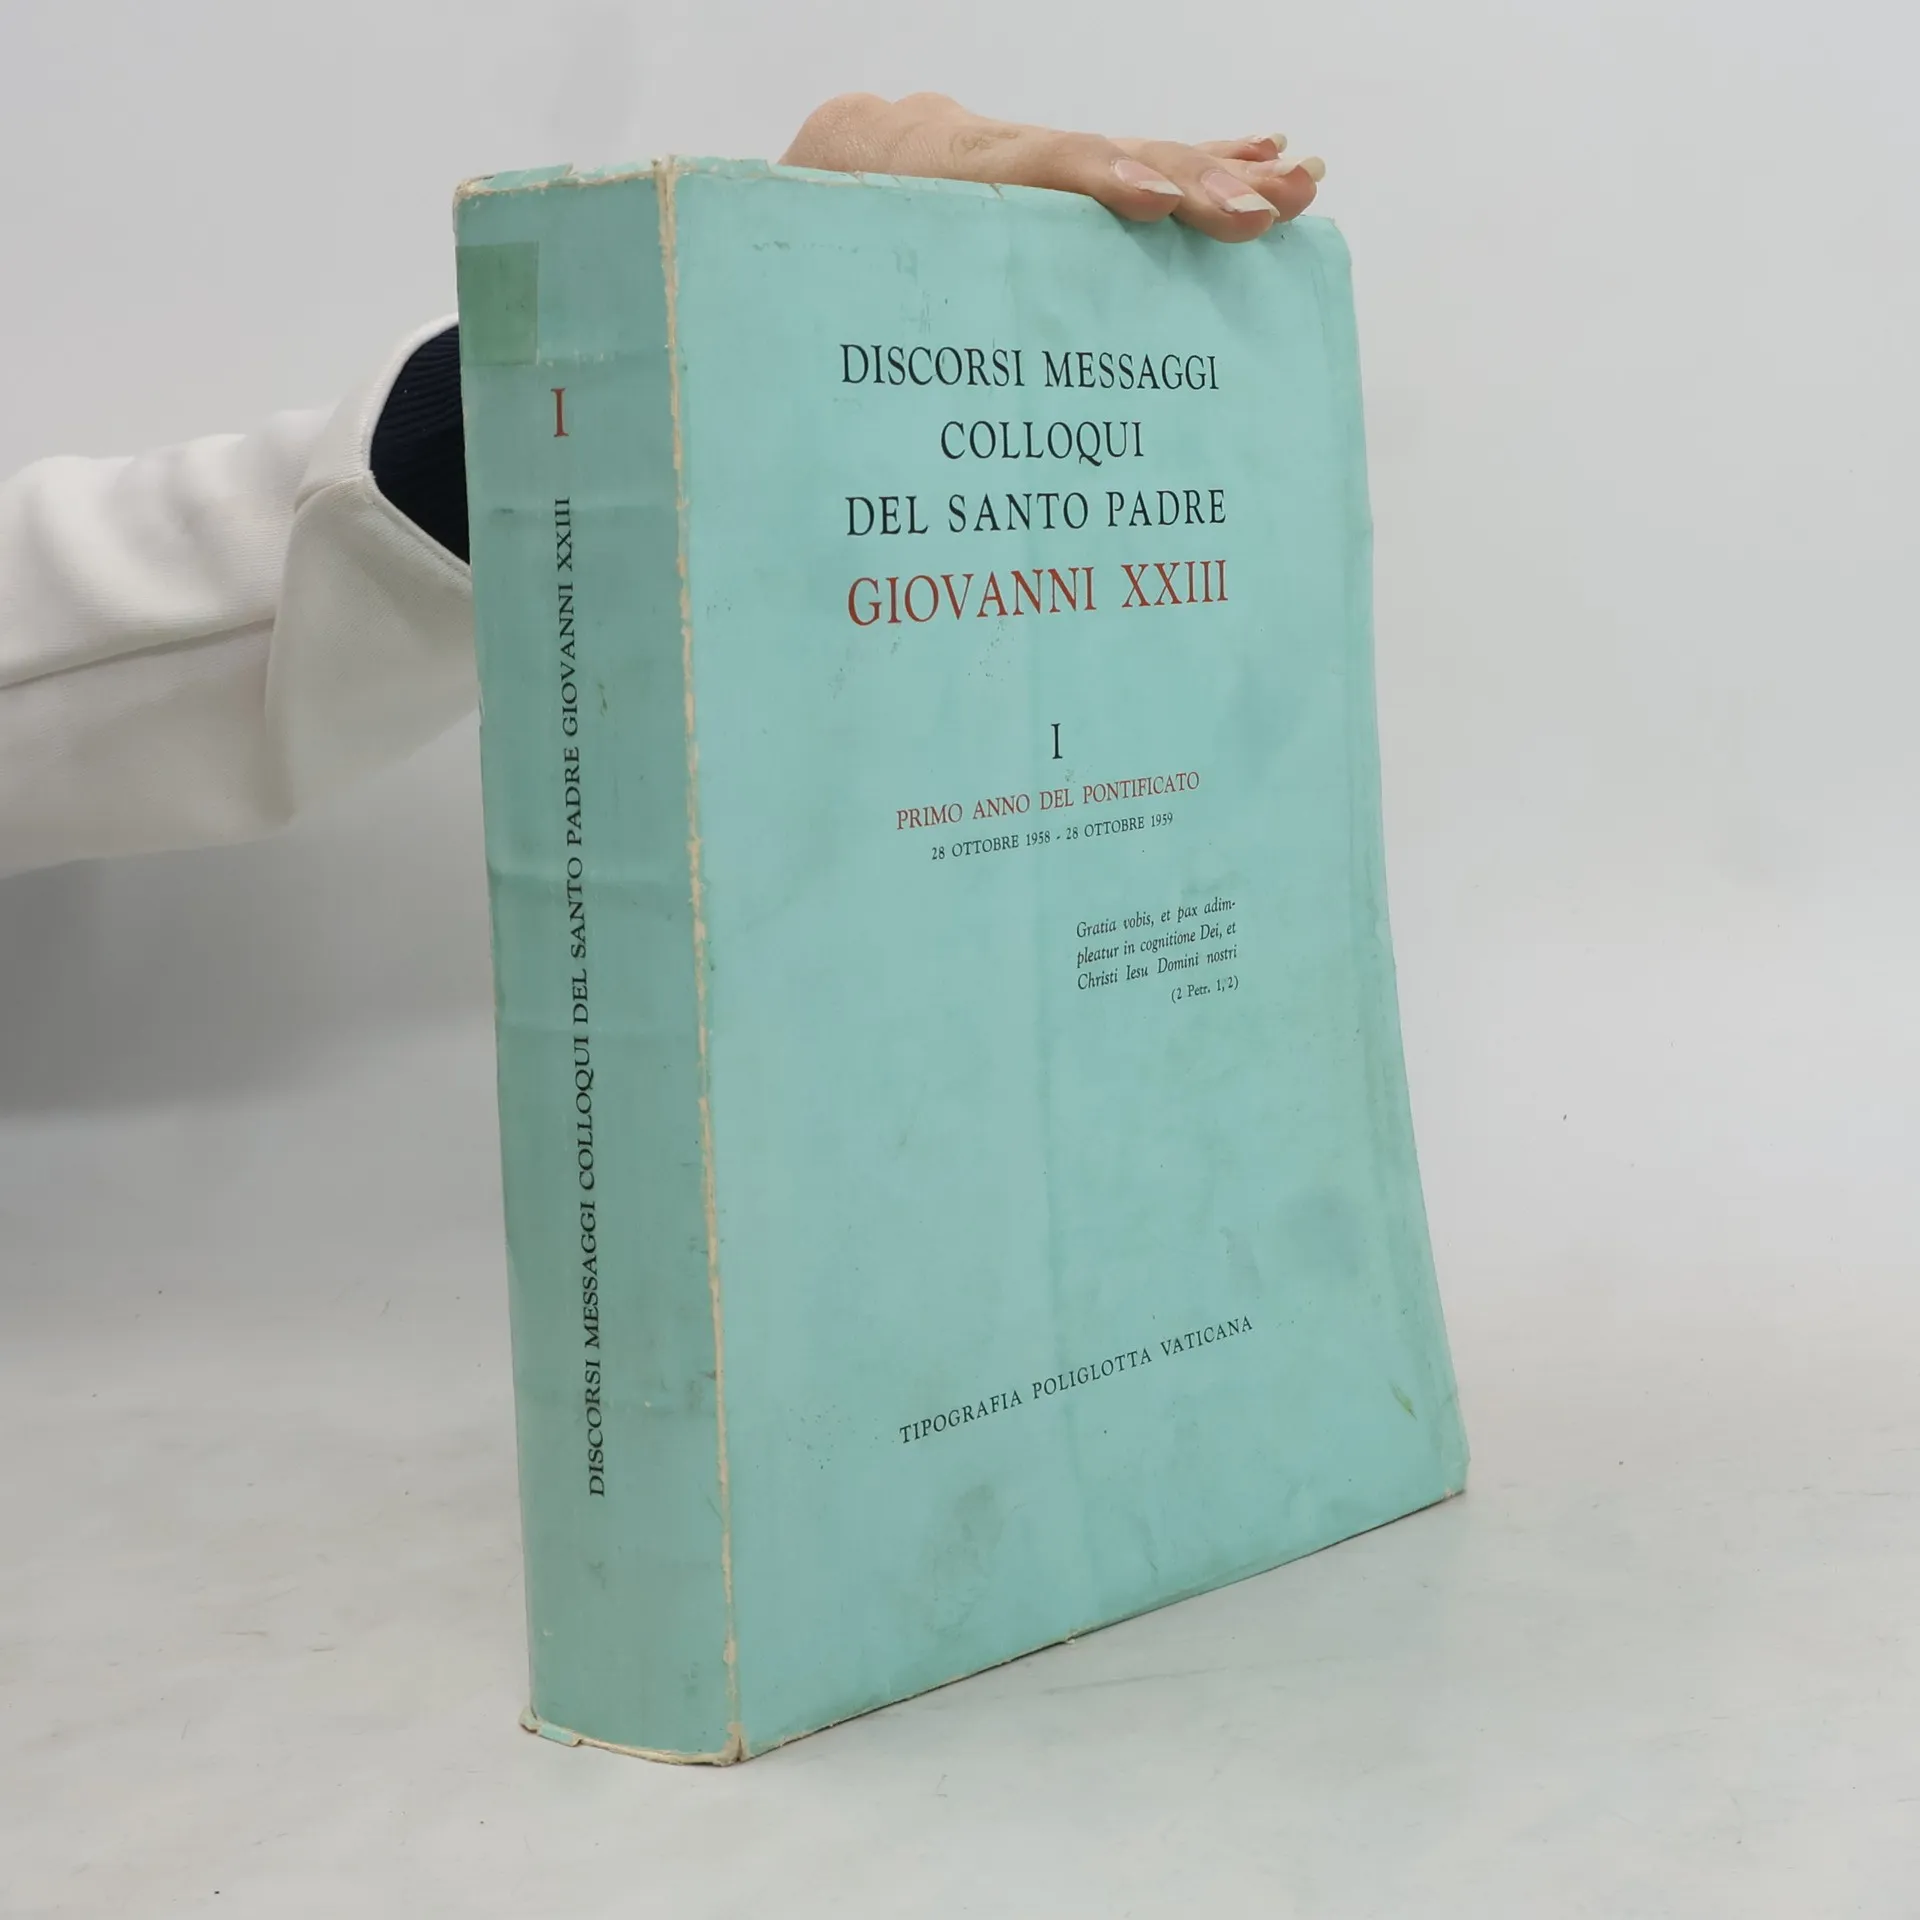 I
DISCORSI MESSAGGI COLLOQUI DEL SANTO PADRE GIOVANNI XXIII
DISCORSI MESSAGGI
COLLOQUI
DEL SANTO PADRE
GIOVANNI XXIII
I
PRIMO ANNO DEL PONTIFICATO
28 OTTOBRE 1958 - 28 OTTOBRE 1959
Gratia vobis, et pax adim-
pleatur in cognitione Dei, et
Christi Iesu Domini nostri
(2 Petr. 1, 2)
TIPOGRAFIA POLIGLOTTA VATICANA